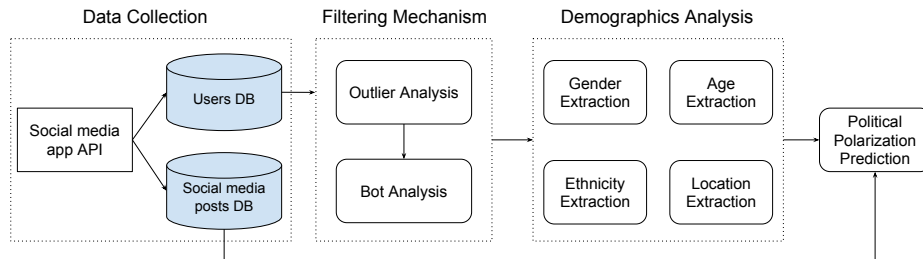 Data Collection
Filtering Mechanism
Demographics Analysis
Social media
app API
Users DB
Social media
posts DB
Outlier Analysis
Bot Analysis
Gender
Extraction
Age
Extraction
Ethnicity
Extraction
Location
Extraction
Political
Polarization
Prediction